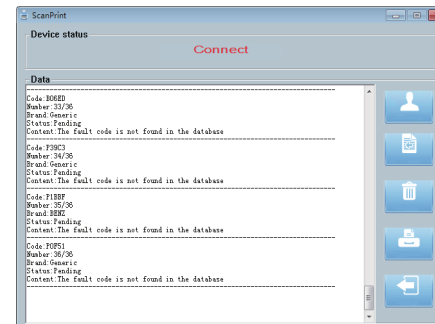 ScanPrint
Device status
Connect
Data
Code:B06ED
Number:33/36
Brand:Generic
Status:Pending
Content:The fault code is not found in the database
Code:P39C3
Number:34/36
Brand:Generic
Status:Pending
Content:The fault code is not found in the database
Code:P1BBF
Number:35/36
Brand:BENZ
Status:Pending
Content:The fault code is not found in the database
Code:P0F51
Number:36/36
Brand:Generic
Status:Pending
Content:The fault code is not found in the database